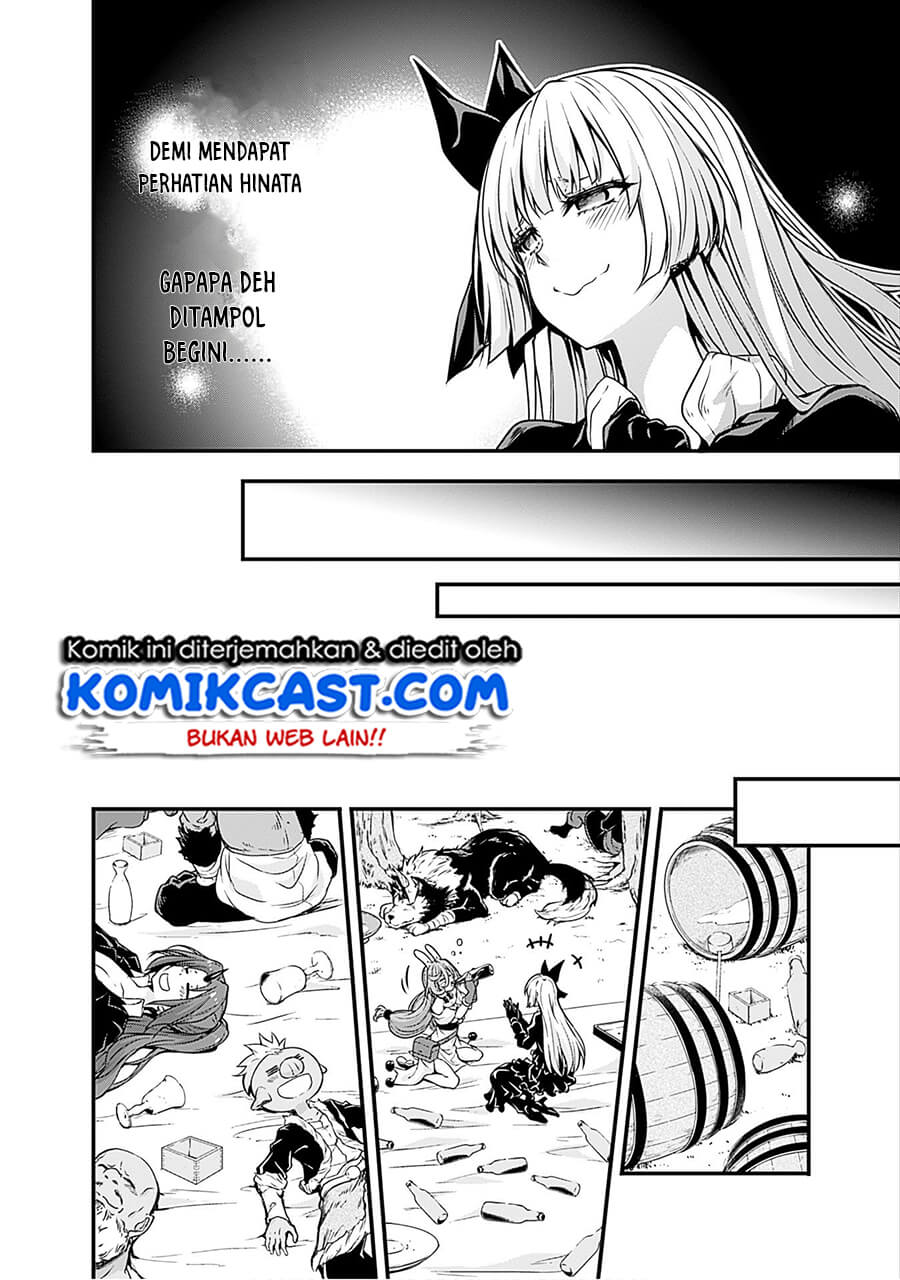 DEMI MENDAPAT
PERHATIAN HINATA
GAPAPA DEH
DITAMPOL
BEGINI......
Komik ini diterjemahkan & diedit oleh
KOMIKCAST.COM
BUKAN WEB LAIN!!